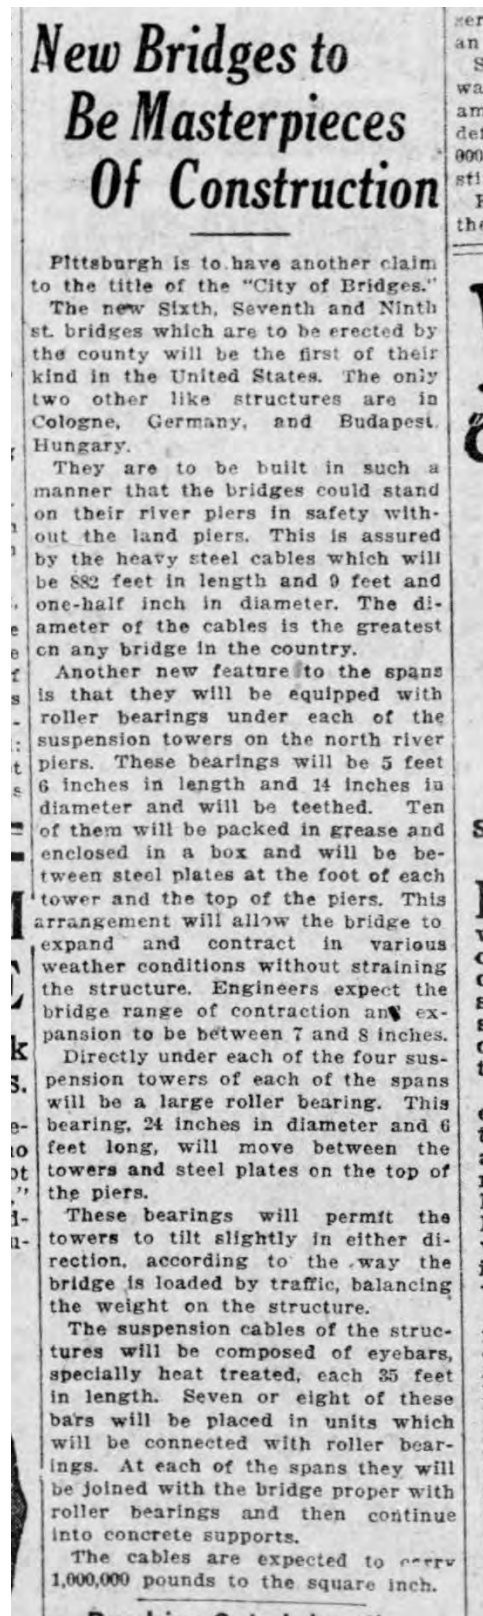 New Bridges to
Be Masterpieces
Of Construction
Pittsburgh is to have another claim
to the title of the "City of Bridges."
The new Sixth, Seventh and Ninth
st. bridges which are to be erected by
the county will be the first of their
kind in the United States. The only
two other like structures are in
Cologne, Germany, and Budapest,
Hungary.
They are to be built in such a
manner that the bridges could stand
on their river piers in safety with-
out the land piers. This is assured
by the heavy steel cables which will
be 882 feet in length and 9 feet and
one-half inch in diameter. The di-
ameter of the cables is the greatest
on any bridge in the country.
Another new feature to the spans
is that they will be equipped with
roller bearings under each of the
suspension towers on the north river
piers. These bearings will be 5 feet
6 inches in length and 14 inches in
diameter and will be teethed. Ten
of them will be packed in grease and
enclosed in a box and will be be-
tween steel plates at the foot of each
tower and the top of the piers. This
arrangement will allow the bridge to
expand and contract in various
weather conditions without straining
the structure. Engineers expect the
bridge range of contraction and ex-
pansion to be between 7 and 8 inches.
Directly under each of the four sus-
pension towers of each of the spans
will be a large roller bearing. This
bearing, 24 inches in diameter and 6
feet long, will move between the
towers and steel plates on the top of
the piers.
These bearings will permit the
towers to tilt slightly in either di-
rection, according to the way the
bridge is loaded by traffic, balancing
the weight on the structure.
The suspension cables of the struc-
tures will be composed of eyebars,
specially heat treated, each 35 feet
in length. Seven or eight of these
bars will be placed in units which
will be connected with roller bear-
ings. At each of the spans they will
be joined with the bridge proper with
roller bearings and then continue
into concrete supports.
The cables are expected to carry
1,000,000 pounds to the square inch.